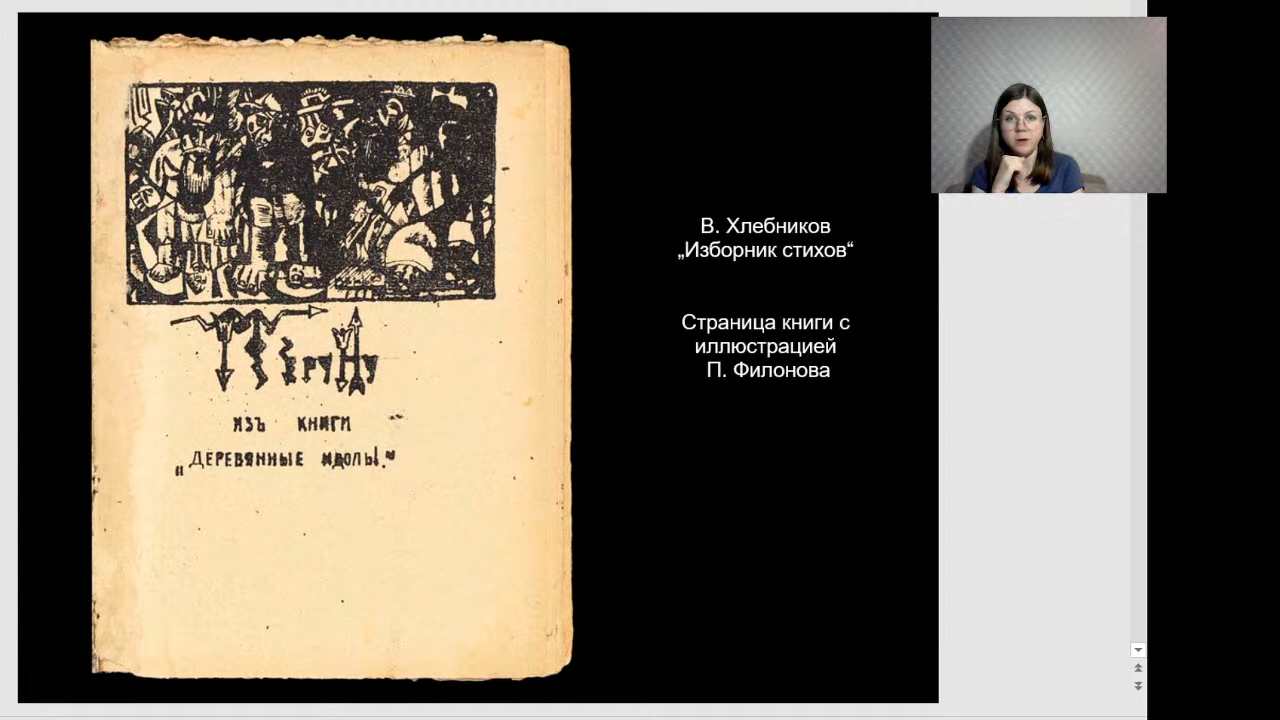 Перуну
изъ книги
„Деревянные идолы."
В. Хлебников
„Изборник стихов“
Страница книги с
иллюстрацией
П. Филонова